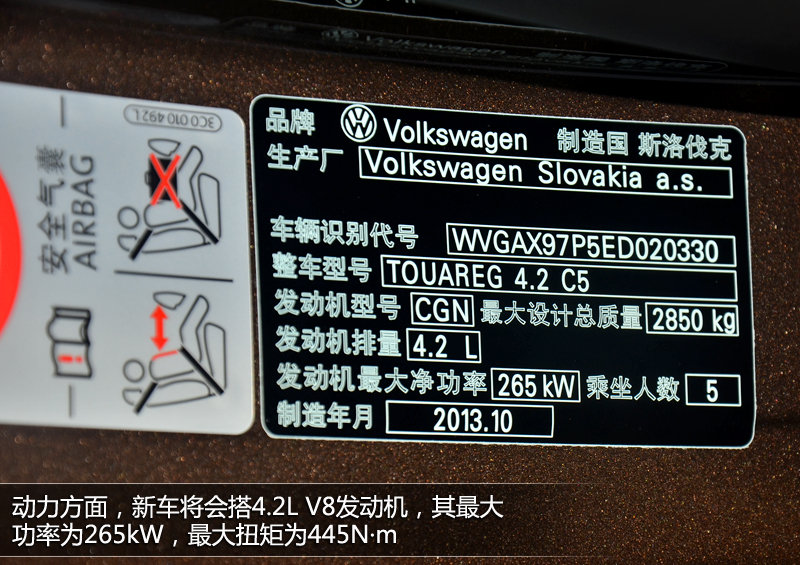 3C0 010 492 L
安全气囊
AIRBAG
品牌 Volkswagen 制造国 斯洛伐克
生产厂 Volkswagen Slovakia a.s.
车辆识别代号 WVGAX97P5ED020330
整车型号 TOUAREG 4.2 C5
发动机型号 CGN 最大设计总质量 2850 kg
发动机排量 4.2 L
发动机最大净功率 265 kW 乘坐人数 5
制造年月 2013.10
动力方面，新车将会搭4.2L V8发动机，其最大
功率为265kW，最大扭矩为445N·m